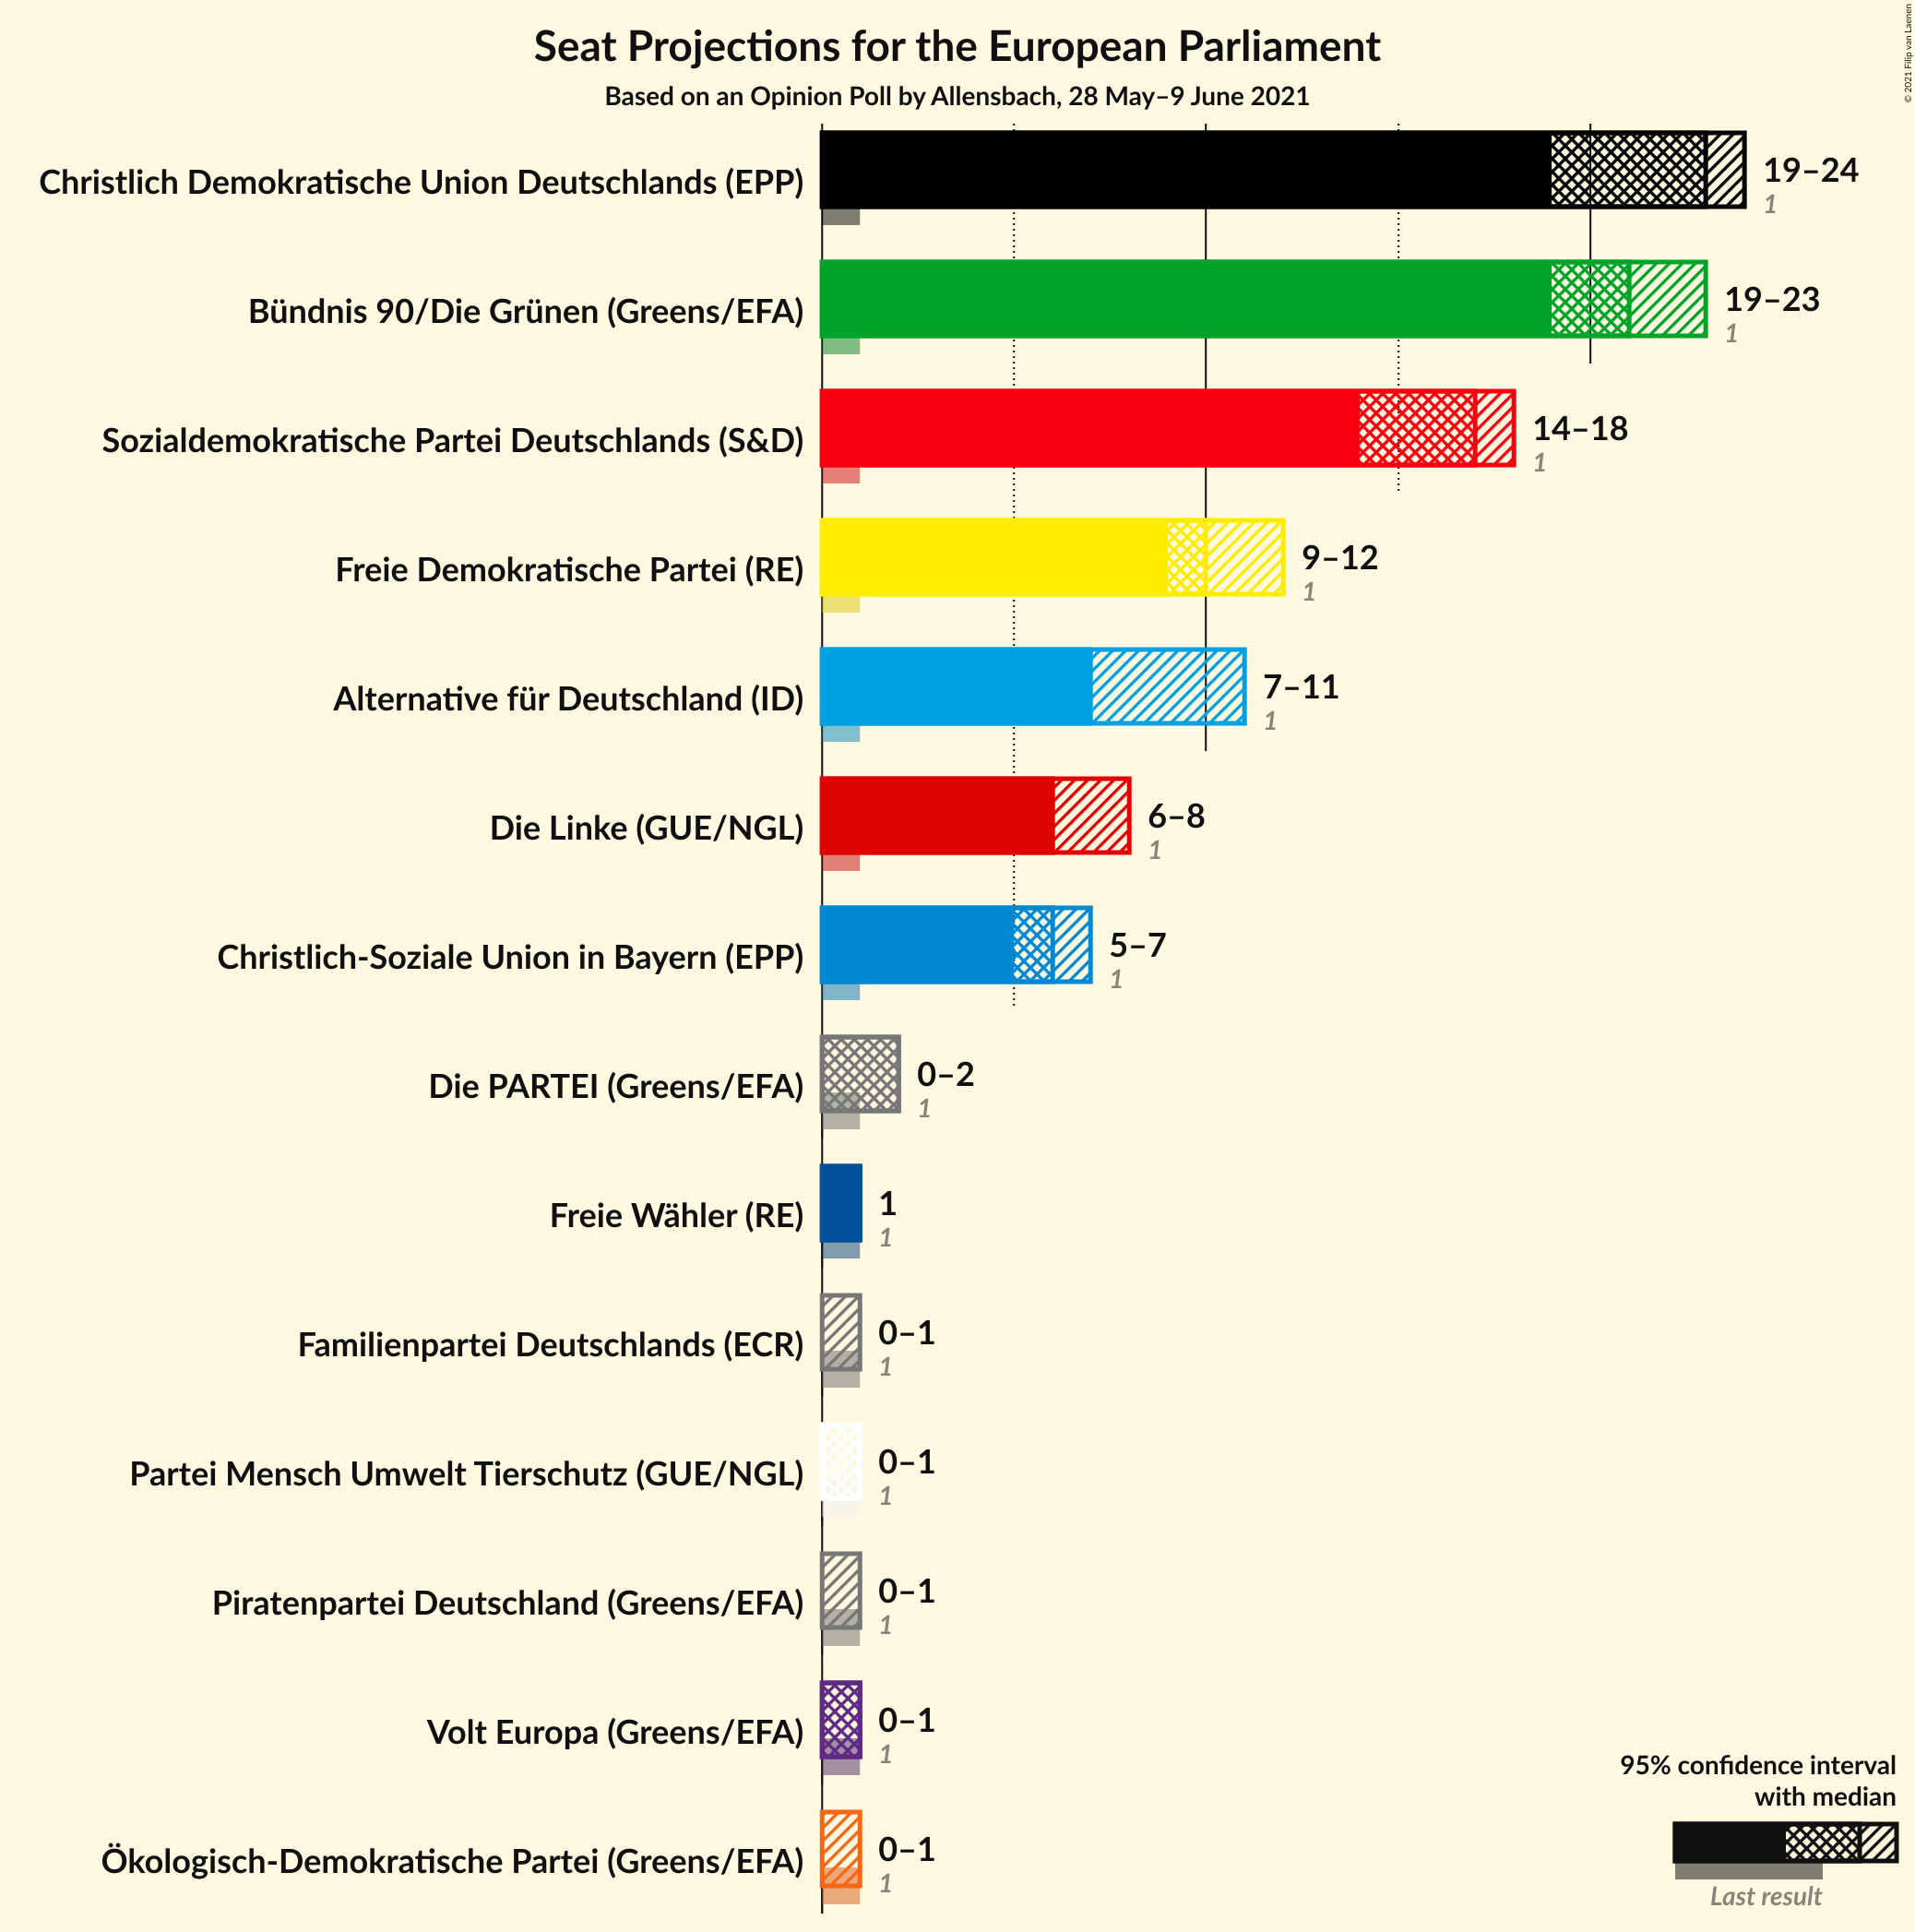 Seat Projections for the European Parliament
Based on an Opinion Poll by Allensbach, 28 May–9 June 2021
© 2021 Filip van Laenen
Christlich Demokratische Union Deutschlands (EPP)
19–24
1
Bündnis 90/Die Grünen (Greens/EFA)
19–23
1
Sozialdemokratische Partei Deutschlands (S&D)
14–18
1
Freie Demokratische Partei (RE)
9–12
1
Alternative für Deutschland (ID)
7–11
1
Die Linke (GUE/NGL)
6–8
1
Christlich-Soziale Union in Bayern (EPP)
5–7
1
Die PARTEI (Greens/EFA)
0–2
1
Freie Wähler (RE)
1
1
Familienpartei Deutschlands (ECR)
0–1
1
Partei Mensch Umwelt Tierschutz (GUE/NGL)
0–1
1
Piratenpartei Deutschland (Greens/EFA)
0–1
1
Volt Europa (Greens/EFA)
0–1
1
Ökologisch-Demokratische Partei (Greens/EFA)
0–1
1
95% confidence interval
with median
Last result